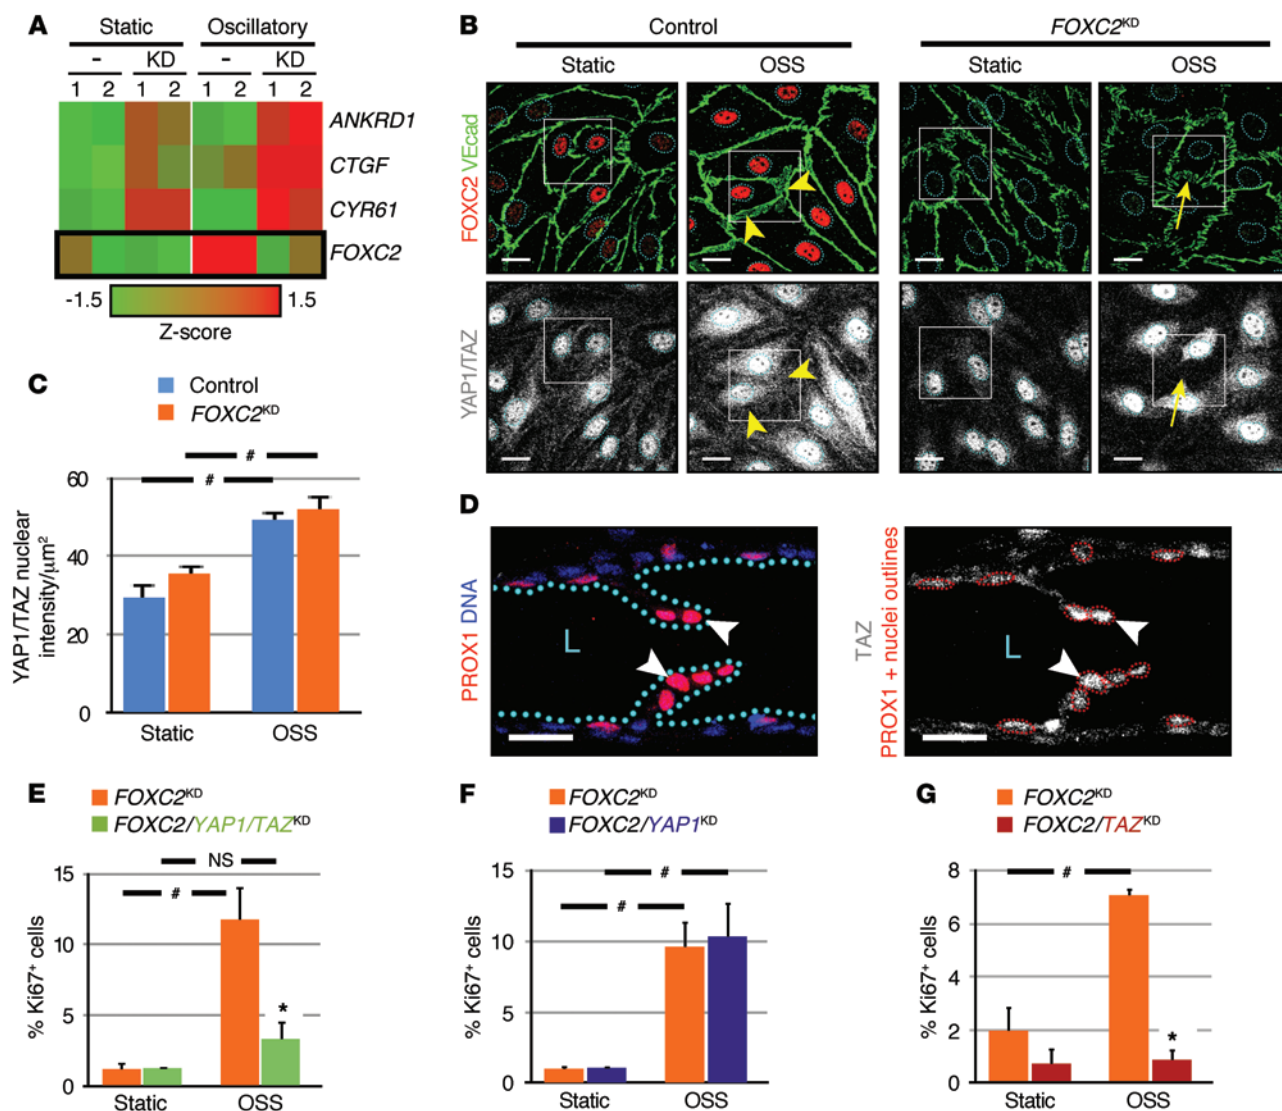 A
Static Oscillatory
- KD - KD
1 2 1 2 1 2 1 2
ANKRD1
CTGF
CYR61
FOXC2
-1.5 1.5
Z-score
B
Control FOXC2KD
Static OSS Static OSS
FOXC2 VEcad
YAP1/TAZ
C
Control
FOXC2KD
YAP1/TAZ nuclear
intensity/µm²
#
#
60
40
20
0
Static OSS
D
PROX1 DNA
L
TAZ
PROX1 + nuclei outlines
L
E
FOXC2KD
FOXC2/YAP1/TAZKD
% Ki67+ cells
NS
#
15
10
5
0
*
Static OSS
F
FOXC2KD
FOXC2/YAP1KD
% Ki67+ cells
#
#
15
10
5
0
Static OSS
G
FOXC2KD
FOXC2/TAZKD
% Ki67+ cells
#
8
6
4
2
0
*
Static OSS